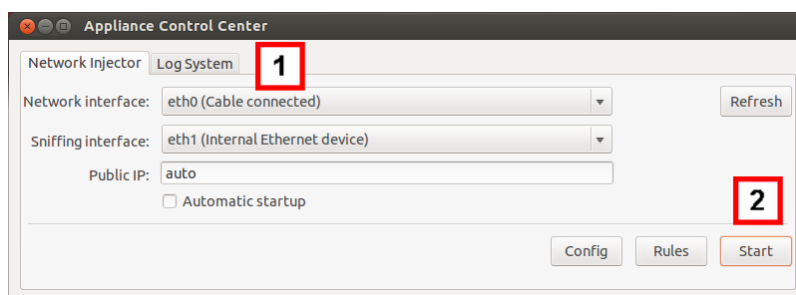 Appliance Control Center
Network Injector Log System
1
Network interface: eth0 (Cable connected) Refresh
Sniffing interface: eth1 (Internal Ethernet device)
Public IP: auto
Automatic startup
2
Config Rules Start